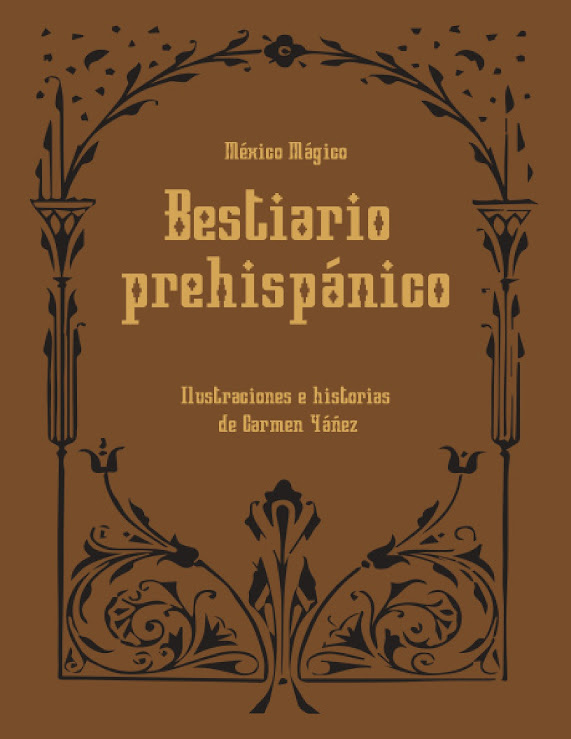 México Mágico
Bestiario
prehispánico
Ilustraciones e historias
de Carmen Yáñez